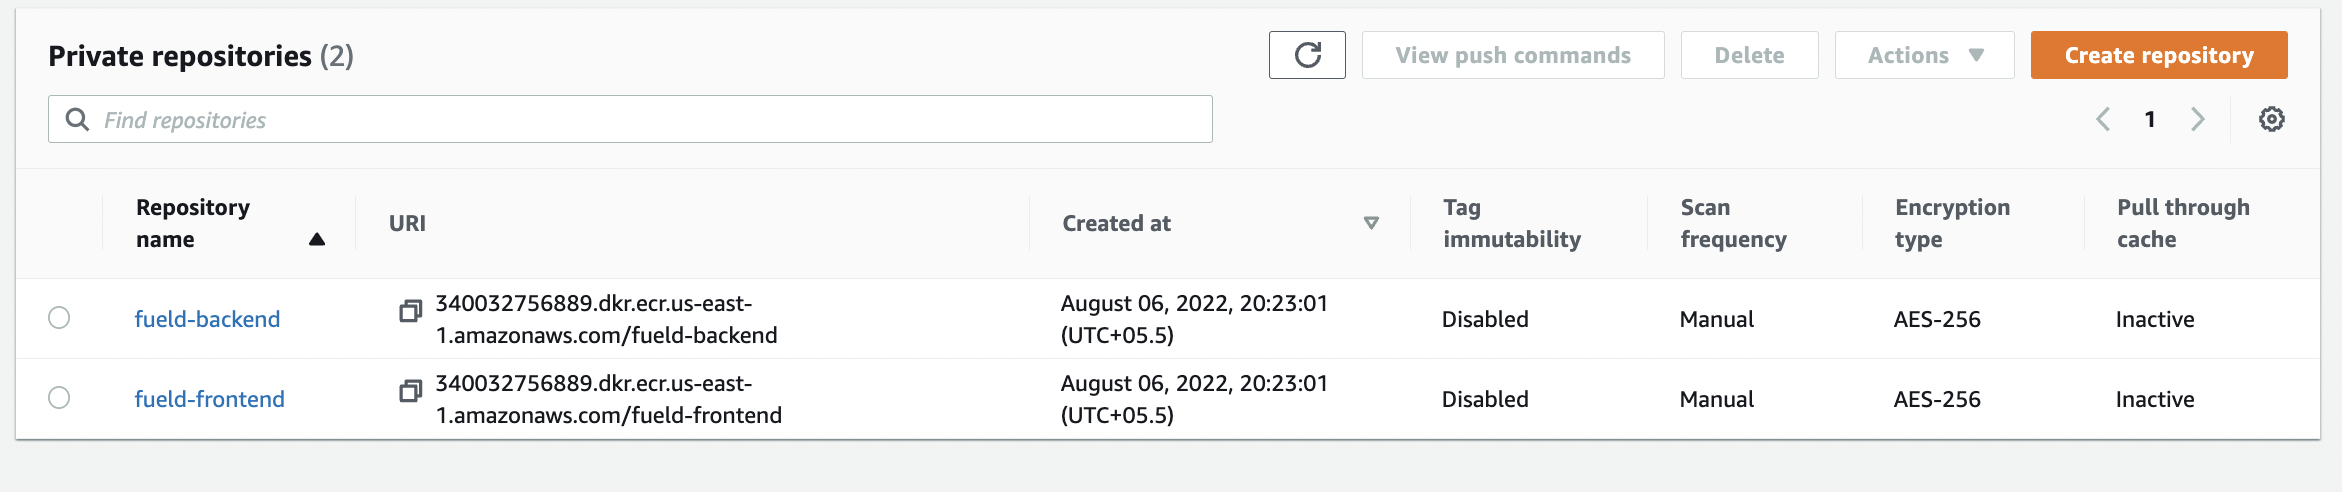 Private repositories (2)
View push commands
Delete
Actions
Create repository
Find repositories
1
Repository name
URI
Created at
Tag immutability
Scan frequency
Encryption type
Pull through cache
fueld-backend
340032756889.dkr.ecr.us-east-
1.amazonaws.com/fueld-backend
August 06, 2022, 20:23:01
(UTC+05.5)
Disabled
Manual
AES-256
Inactive
fueld-frontend
340032756889.dkr.ecr.us-east-
1.amazonaws.com/fueld-frontend
August 06, 2022, 20:23:01
(UTC+05.5)
Disabled
Manual
AES-256
Inactive